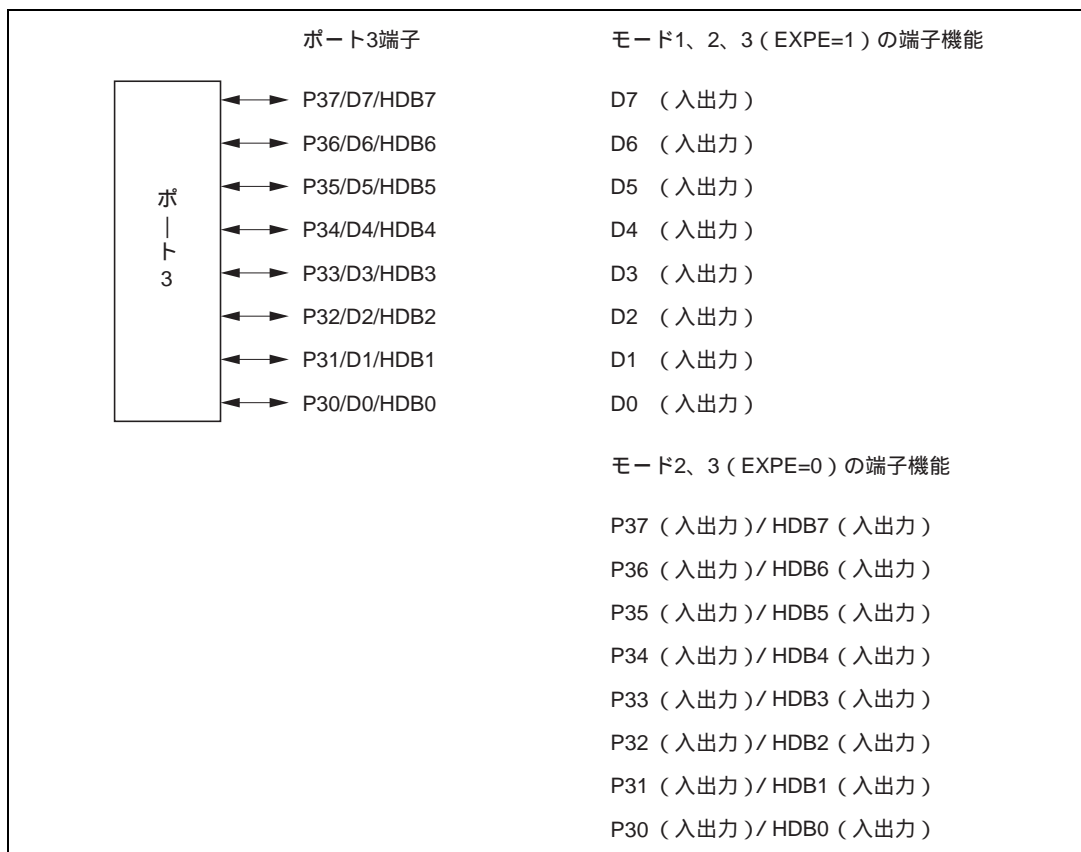 ポート3端子
モード1、2、3(EXPE=1)の端子機能
ポート3
P37/D7/HDB7
D7 (入出力)
P36/D6/HDB6
D6 (入出力)
P35/D5/HDB5
D5 (入出力)
P34/D4/HDB4
D4 (入出力)
P33/D3/HDB3
D3 (入出力)
P32/D2/HDB2
D2 (入出力)
P31/D1/HDB1
D1 (入出力)
P30/D0/HDB0
D0 (入出力)
モード2、3(EXPE=0)の端子機能
P37(入出力)/ HDB7(入出力)
P36(入出力)/ HDB6(入出力)
P35(入出力)/ HDB5(入出力)
P34(入出力)/ HDB4(入出力)
P33(入出力)/ HDB3(入出力)
P32(入出力)/ HDB2(入出力)
P31(入出力)/ HDB1(入出力)
P30(入出力)/ HDB0(入出力)